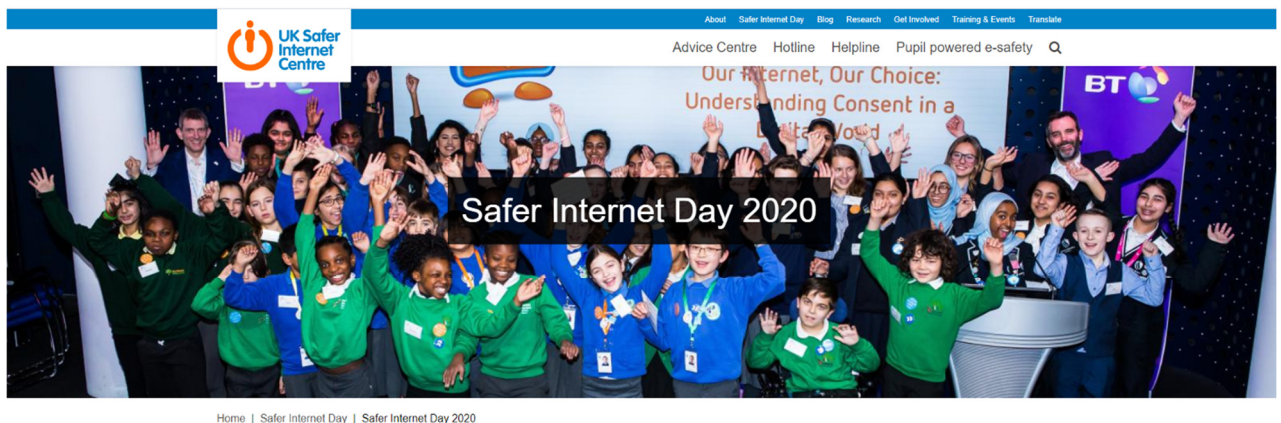 About Safer Internet Day Blog Research Get Involved Training & Events Translate
UK Safer
Internet
Centre
Advice Centre Hotline Helpline Pupil powered e-safety
Our Internet, Our Choice:
Understanding Consent in a
Digital World
BT
BT
Safer Internet Day 2020
Home | Safer Internet Day | Safer Internet Day 2020